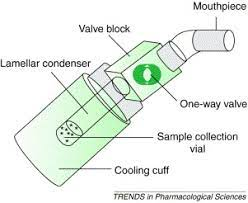 Mouthpiece
Valve block
Lamellar condenser
One-way valve
Sample collection
vial
Cooling cuff
TRENDS in Pharmacological Sciences